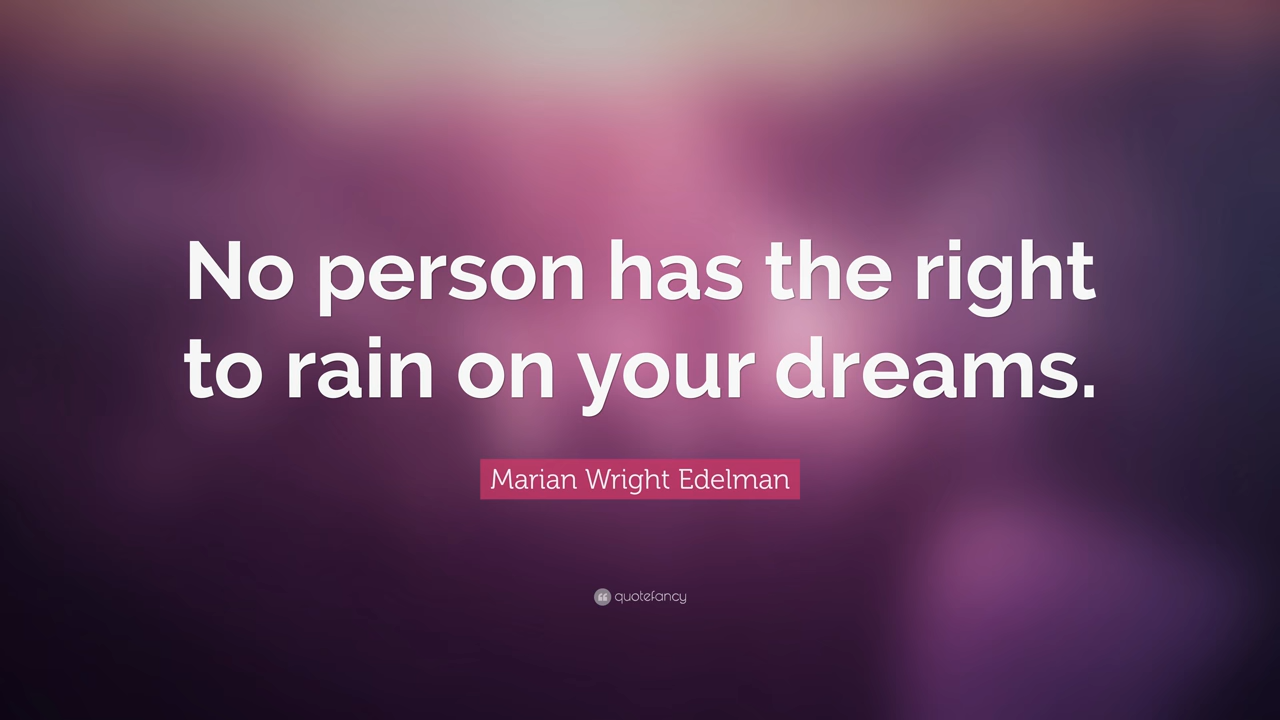 No person has the right
to rain on your dreams.
Marian Wright Edelman
quotefancy